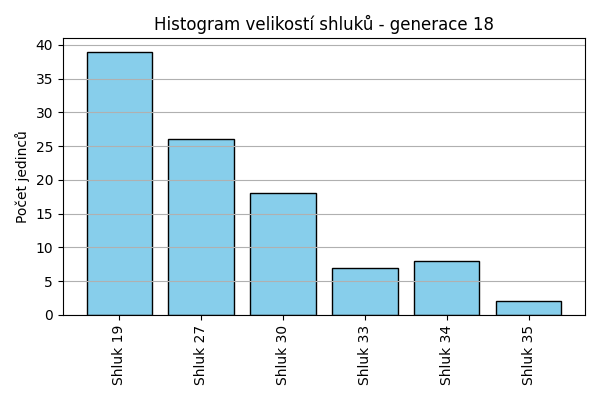 Histogram velikostí shluků - generace 18
Počet jedinců
40
35
30
25
20
15
10
5
0
Shluk 19
Shluk 27
Shluk 30
Shluk 33
Shluk 34
Shluk 35